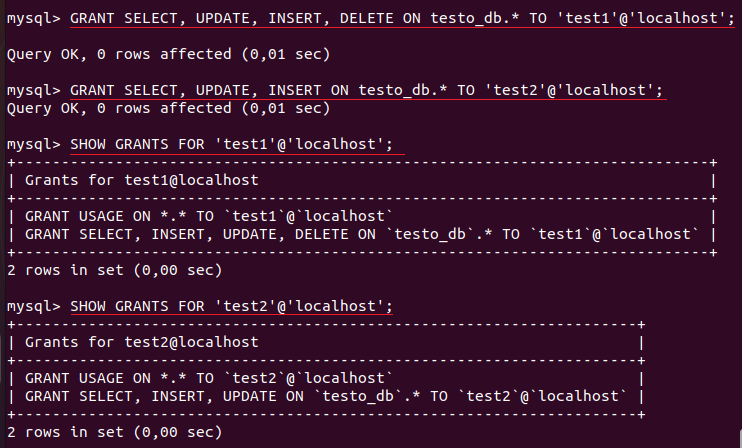 mysql> GRANT SELECT, UPDATE, INSERT, DELETE ON testo_db.* TO 'test1'@'localhost';
Query OK, 0 rows affected (0,01 sec)
mysql> GRANT SELECT, UPDATE, INSERT ON testo_db.* TO 'test2'@'localhost';
Query OK, 0 rows affected (0,01 sec)
mysql> SHOW GRANTS FOR 'test1'@'localhost';
+-----------------------------------------------------------------------------+
| Grants for test1@localhost                                                  |
+-----------------------------------------------------------------------------+
| GRANT USAGE ON *.* TO `test1`@`localhost`                                   |
| GRANT SELECT, INSERT, UPDATE, DELETE ON `testo_db`.* TO `test1`@`localhost` |
+-----------------------------------------------------------------------------+
2 rows in set (0,00 sec)
mysql> SHOW GRANTS FOR 'test2'@'localhost';
+---------------------------------------------------------------------+
| Grants for test2@localhost                                          |
+---------------------------------------------------------------------+
| GRANT USAGE ON *.* TO `test2`@`localhost`                           |
| GRANT SELECT, INSERT, UPDATE ON `testo_db`.* TO `test2`@`localhost` |
+---------------------------------------------------------------------+
2 rows in set (0,00 sec)